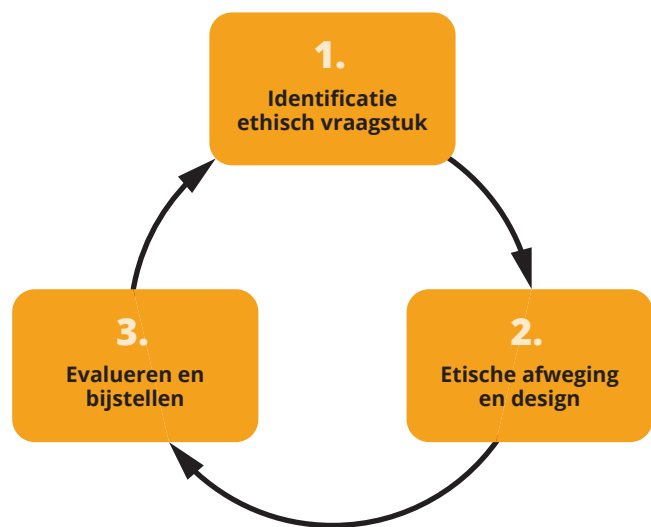 1.
Identificatie
ethisch vraagstuk
2.
Etische afweging
en design
3.
Evalueren en
bijstellen